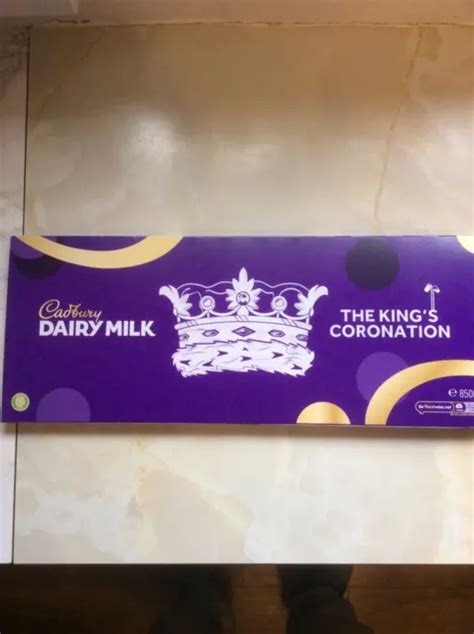 Cadbury
DAIRY MILK
THE KING'S
CORONATION
℮ 850